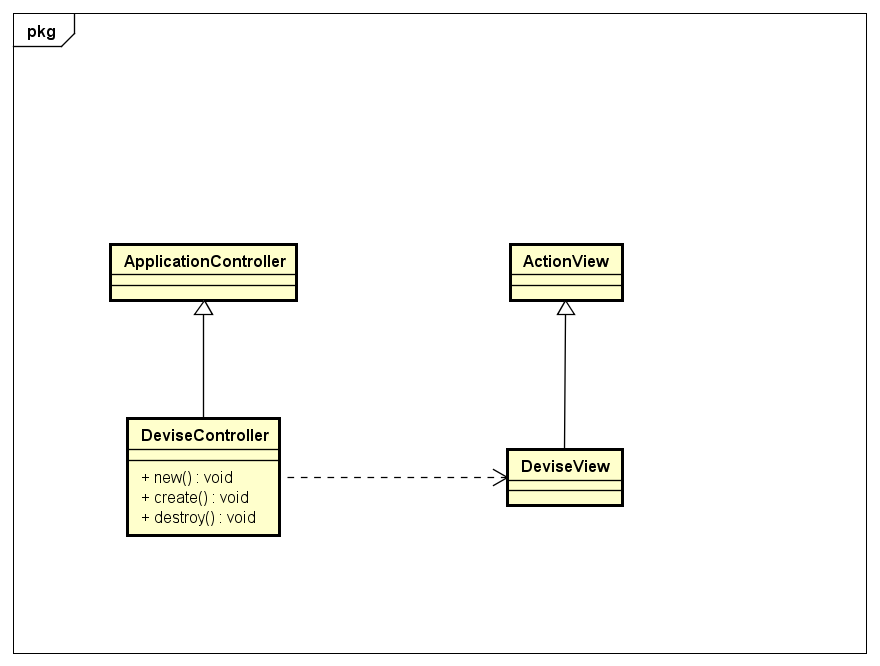 pkg
ApplicationController
ActionView
DeviseController
+ new() : void
+ create() : void
+ destroy() : void
DeviseView